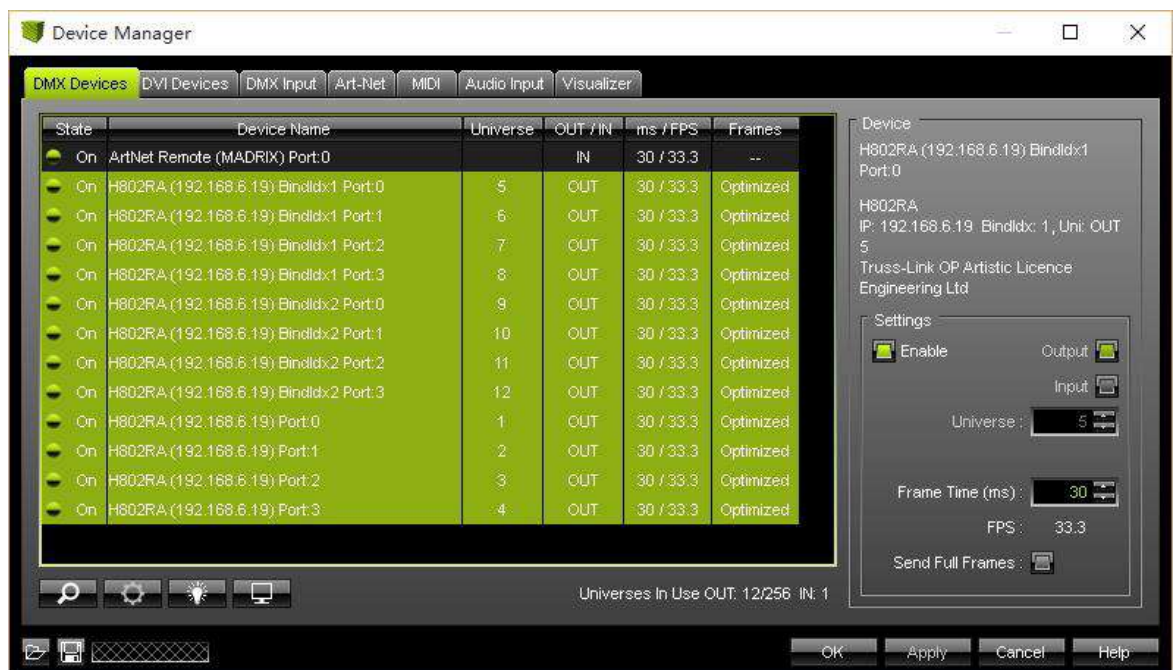 Device Manager
DMX Devices DVI Devices DMX Input Art-Net MIDI Audio Input Visualizer
State Device Name Universe OUT / IN ms / FPS Frames
On ArtNet Remote (MADRIX) Port:0 IN 30 / 33.3 --
On H802RA (192.168.6.19) BindIdx1 Port:0 5 OUT 30 / 33.3 Optimized
On H802RA (192.168.6.19) BindIdx1 Port:1 6 OUT 30 / 33.3 Optimized
On H802RA (192.168.6.19) BindIdx1 Port:2 7 OUT 30 / 33.3 Optimized
On H802RA (192.168.6.19) BindIdx1 Port:3 8 OUT 30 / 33.3 Optimized
On H802RA (192.168.6.19) BindIdx2 Port:0 9 OUT 30 / 33.3 Optimized
On H802RA (192.168.6.19) BindIdx2 Port:1 10 OUT 30 / 33.3 Optimized
On H802RA (192.168.6.19) BindIdx2 Port:2 11 OUT 30 / 33.3 Optimized
On H802RA (192.168.6.19) BindIdx2 Port:3 12 OUT 30 / 33.3 Optimized
On H802RA (192.168.6.19) Port:0 1 OUT 30 / 33.3 Optimized
On H802RA (192.168.6.19) Port:1 2 OUT 30 / 33.3 Optimized
On H802RA (192.168.6.19) Port:2 3 OUT 30 / 33.3 Optimized
On H802RA (192.168.6.19) Port:3 4 OUT 30 / 33.3 Optimized
Universes In Use OUT: 12/256 IN: 1
Device
H802RA (192.168.6.19) BindIdx1
Port:0
H802RA
IP: 192.168.6.19 BindIdx: 1, Uni: OUT
5
Truss-Link OP Artistic Licence
Engineering Ltd
Settings
Enable Output
Input
Universe : 5
Frame Time (ms) : 30
FPS : 33.3
Send Full Frames :
OK Apply Cancel Help